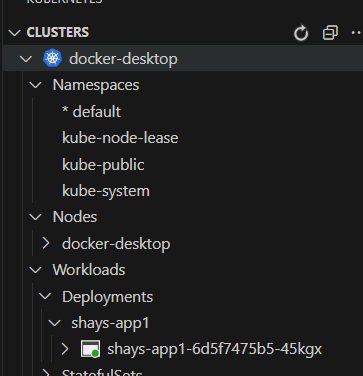 KUBERNETES
CLUSTERS
docker-desktop
Namespaces
* default
kube-node-lease
kube-public
kube-system
Nodes
docker-desktop
Workloads
Deployments
shays-app1
shays-app1-6d5f7475b5-45kgx
StatefulSets